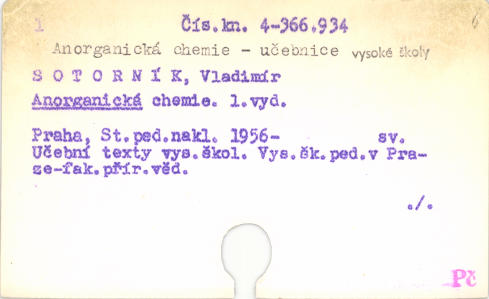 1 Čís.kn. 4-366.934 6
Anorganická chemie - učebnice vysoké školy
S O T O R N Í K, Vladimír
Anorganická chemie. 1.vyd.
Praha, St.ped.nakl. 1956- sv.
Učební texty vys.škol. Vys.šk.ped.v Pra-
ze-fak.přír.věd.
./.
Pč